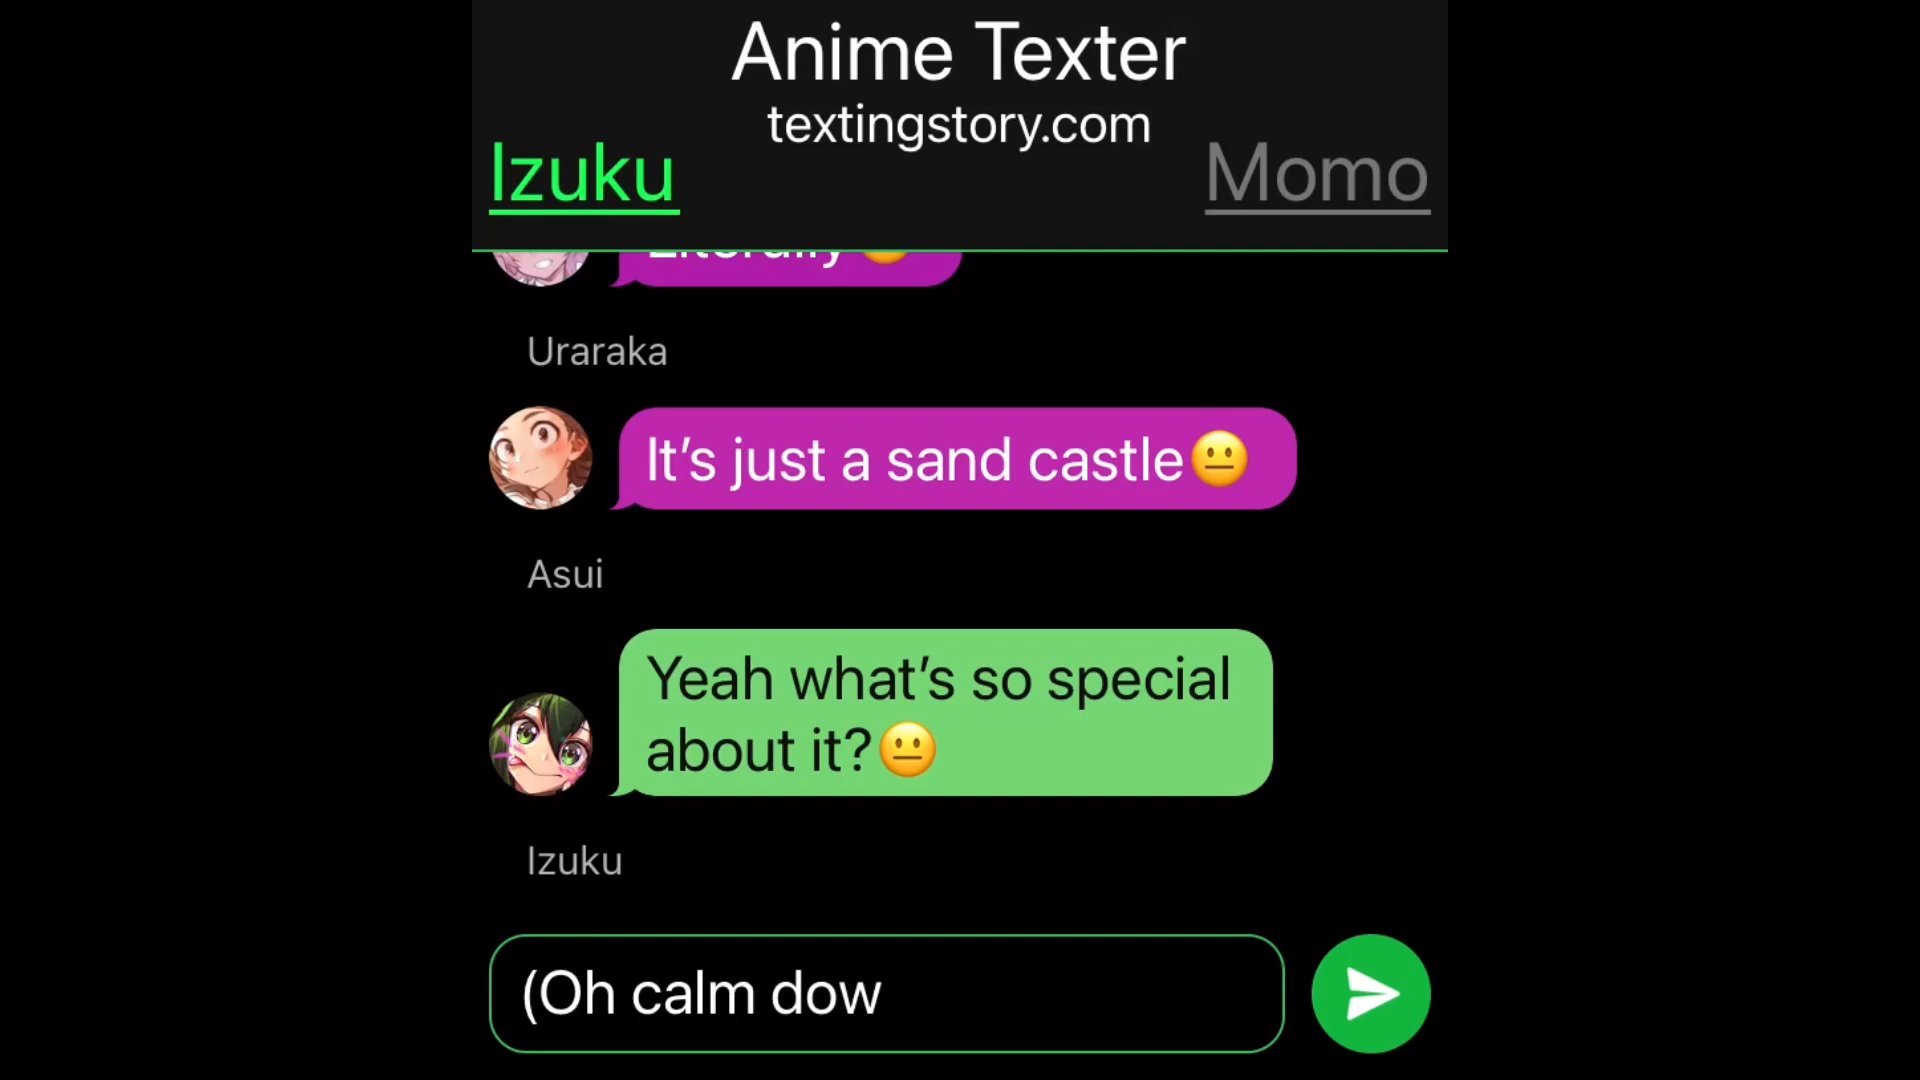 Anime Texter
textingstory.com
Izuku
Momo
Literally😐
Uraraka
It’s just a sand castle😐
Asui
Yeah what’s so special
about it?😐
Izuku
(Oh calm dow